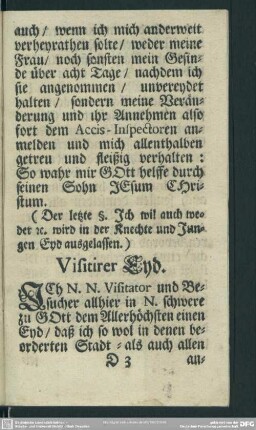 auch / wenn ich mich anderweit
verheyrathen solte / weder meine
Frau / noch sonsten mein Gesin-
de über acht Tage / nachdem ich
sie angenommen / unvereydet
halten / sondern meine Verän-
derung und ihr Annehmen also
fort dem Accis-Inspectoren an-
melden und mich allenthalben
getreu und fleißig verhalten :
So wahr mir GOtt helffe durch
seinen Sohn JEsum CHri-
stum.
( Der letzte §. Ich wil auch we-
der ꝛc. wird in der Knechte und Jun-
gen Eyd ausgelassen. )
Visitirer Eyd.
ICh N. N. Visitator und Be-
sucher allhier in N. schwere
zu GOtt dem Allerhöchsten einen
Eyd / daß ich so wol in denen be-
orderten Stadt - als auch allen
D 3 an-